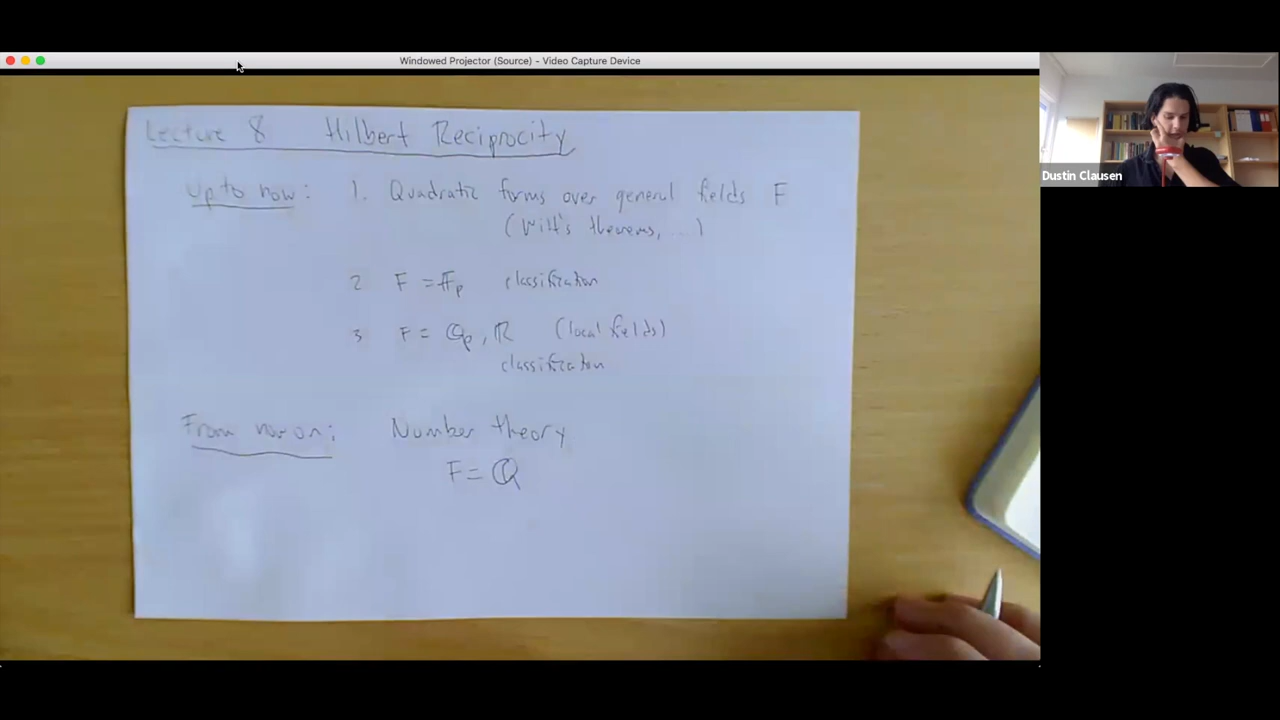 Windowed Projector (Source) - Video Capture Device
Dustin Clausen
Lecture 8 Hilbert Reciprocity
up to now: 1. Quadratic forms over general fields F
(Witt's theorems, ...)
2 F = 𝔽p classification
3 F = ℚp, ℝ (local fields)
classification
From now on: Number theory
F = ℚ